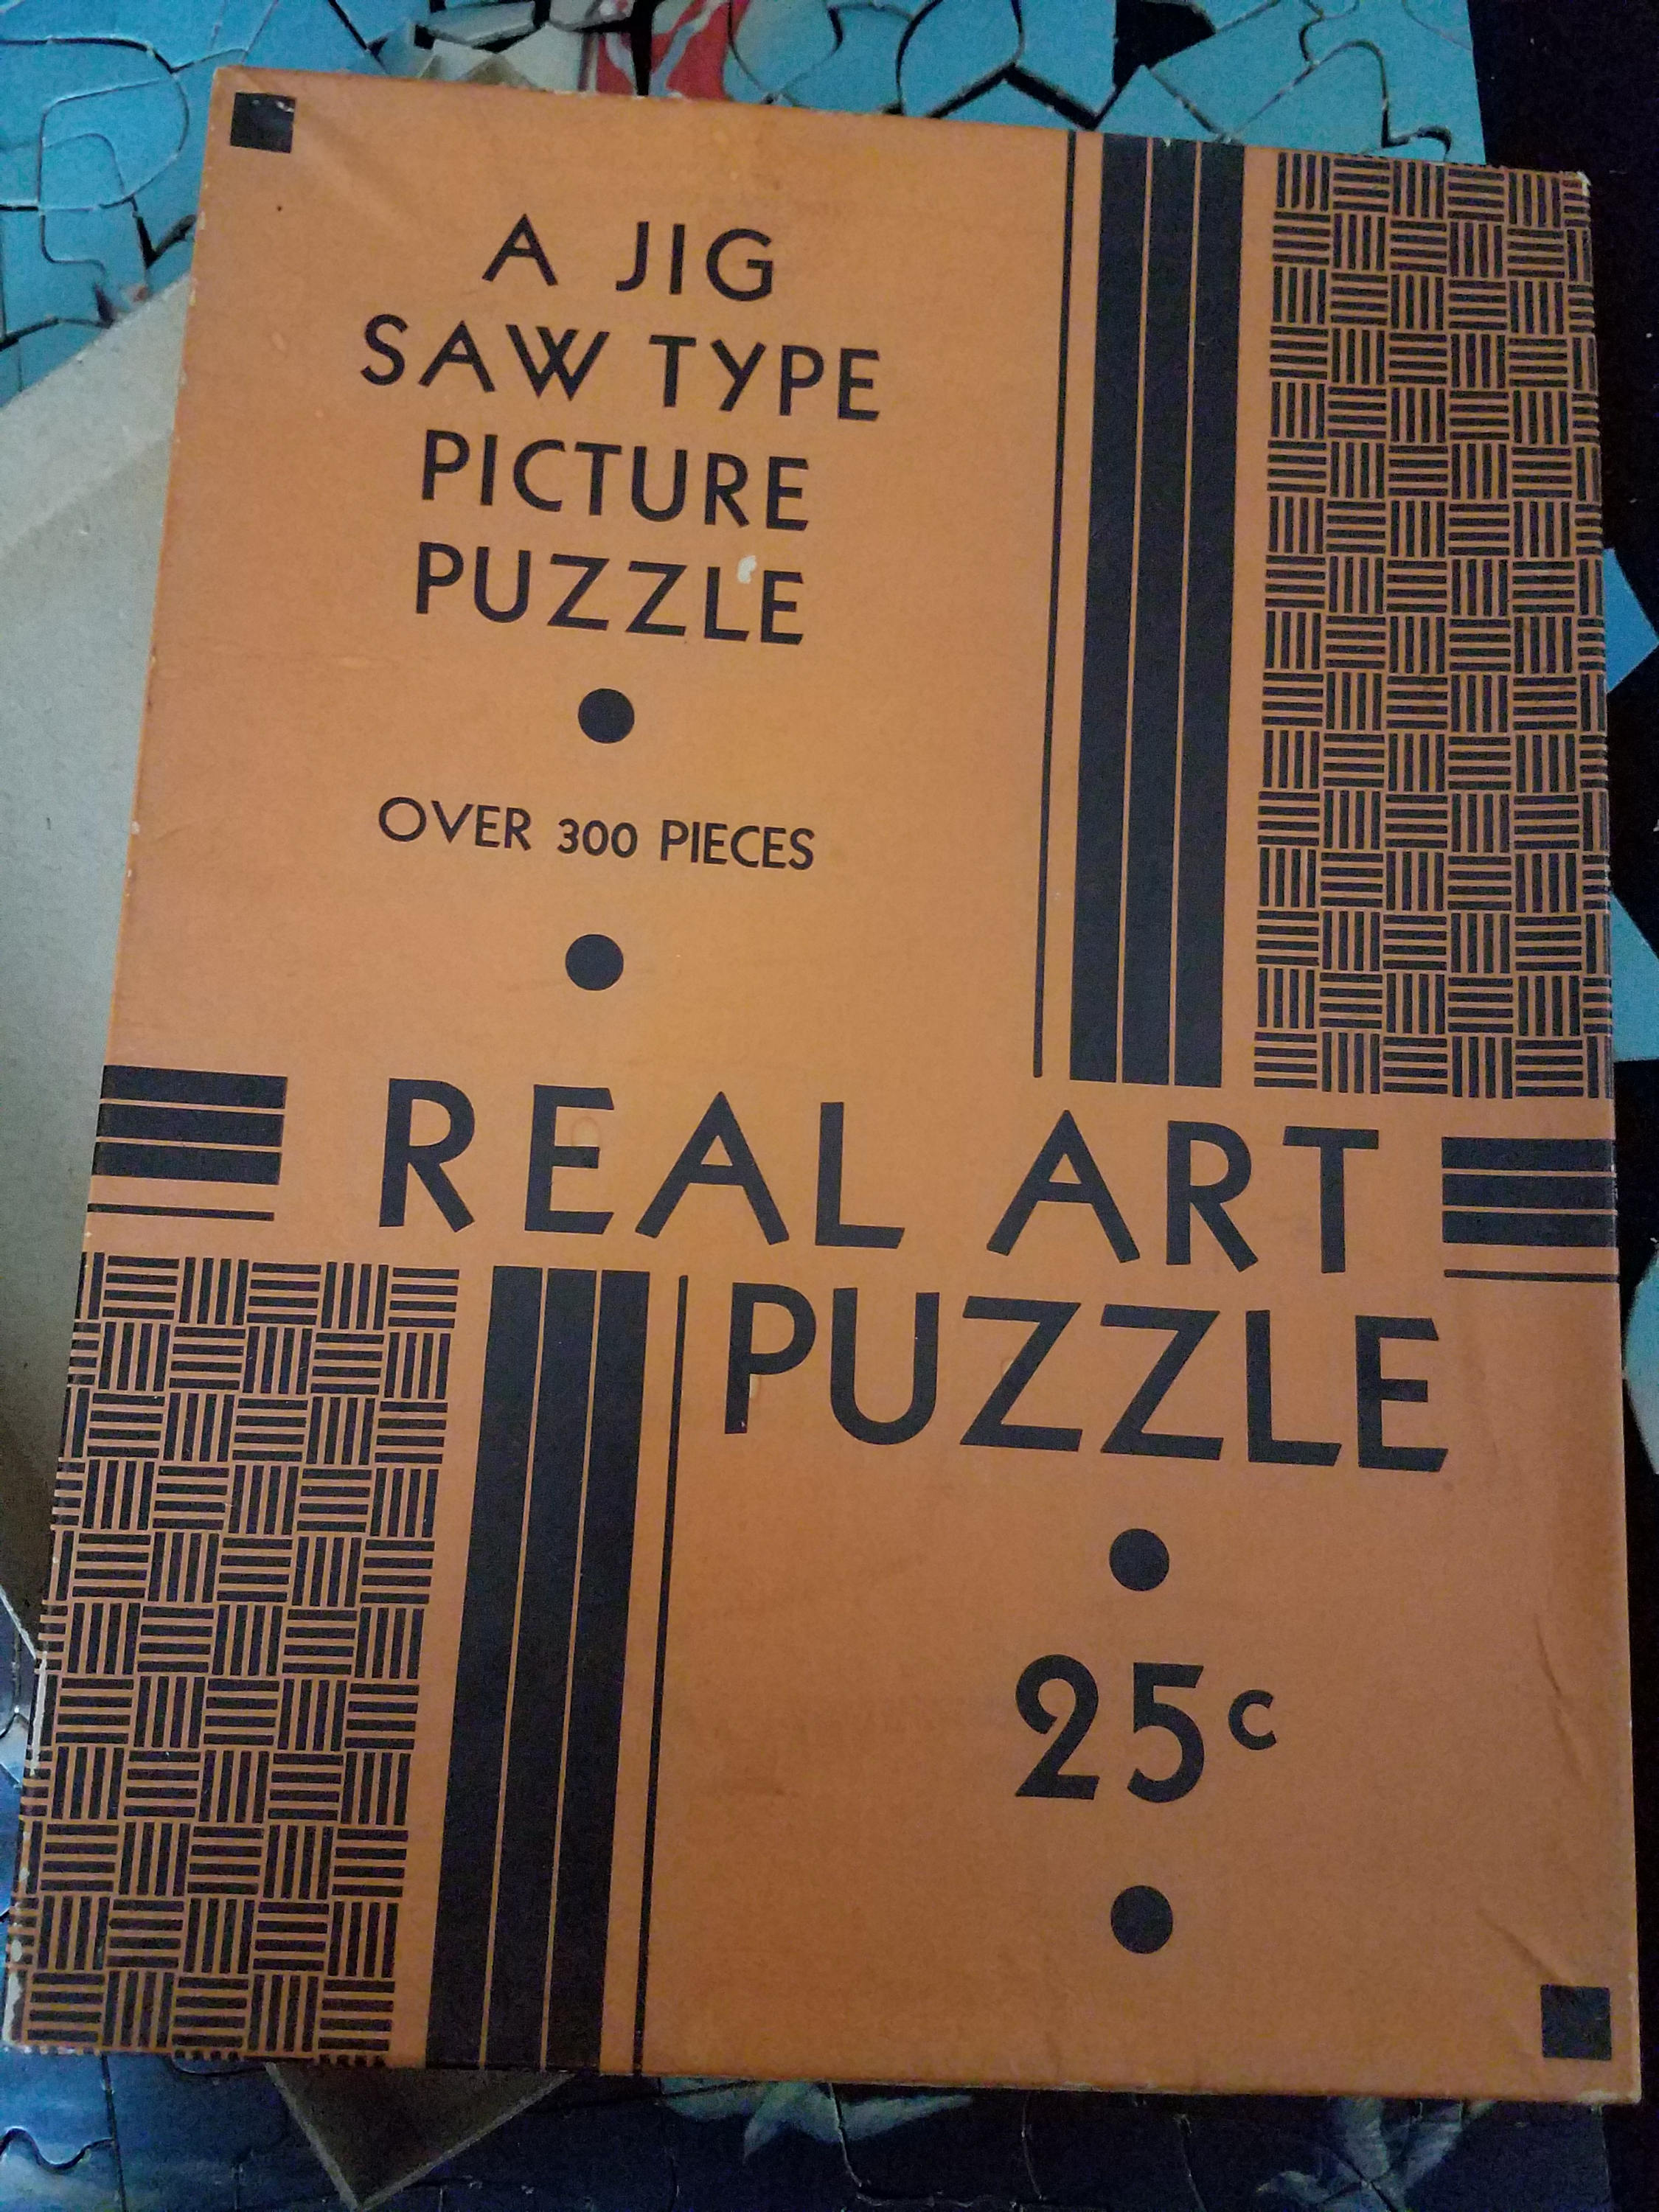 A JIG
SAW TYPE
PICTURE
PUZZLE
OVER 300 PIECES
REAL ART
PUZZLE
25c